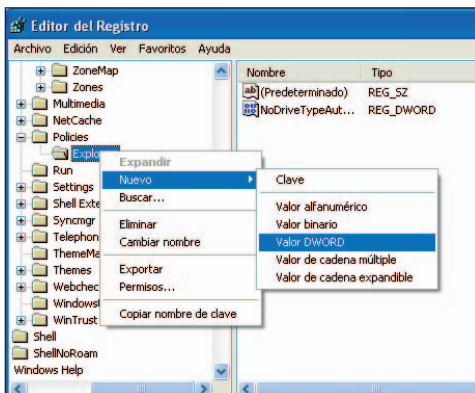 Editor del Registro
Archivo Edición Ver Favoritos Ayuda
ZoneMap
Zones
Multimedia
NetCache
Policies
Explo
Run
Settings
Shell Exte
Syncmgr
Telephon
ThemeMa
Themes
Webchec
Windows
WinTrust
Shell
ShellNoRoam
Windows Help
Nombre Tipo
(Predeterminado) REG_SZ
NoDriveTypeAut... REG_DWORD
Expandir
Nuevo
Buscar...
Eliminar
Cambiar nombre
Exportar
Permisos...
Copiar nombre de clave
Clave
Valor alfanumérico
Valor binario
Valor DWORD
Valor de cadena múltiple
Valor de cadena expandible